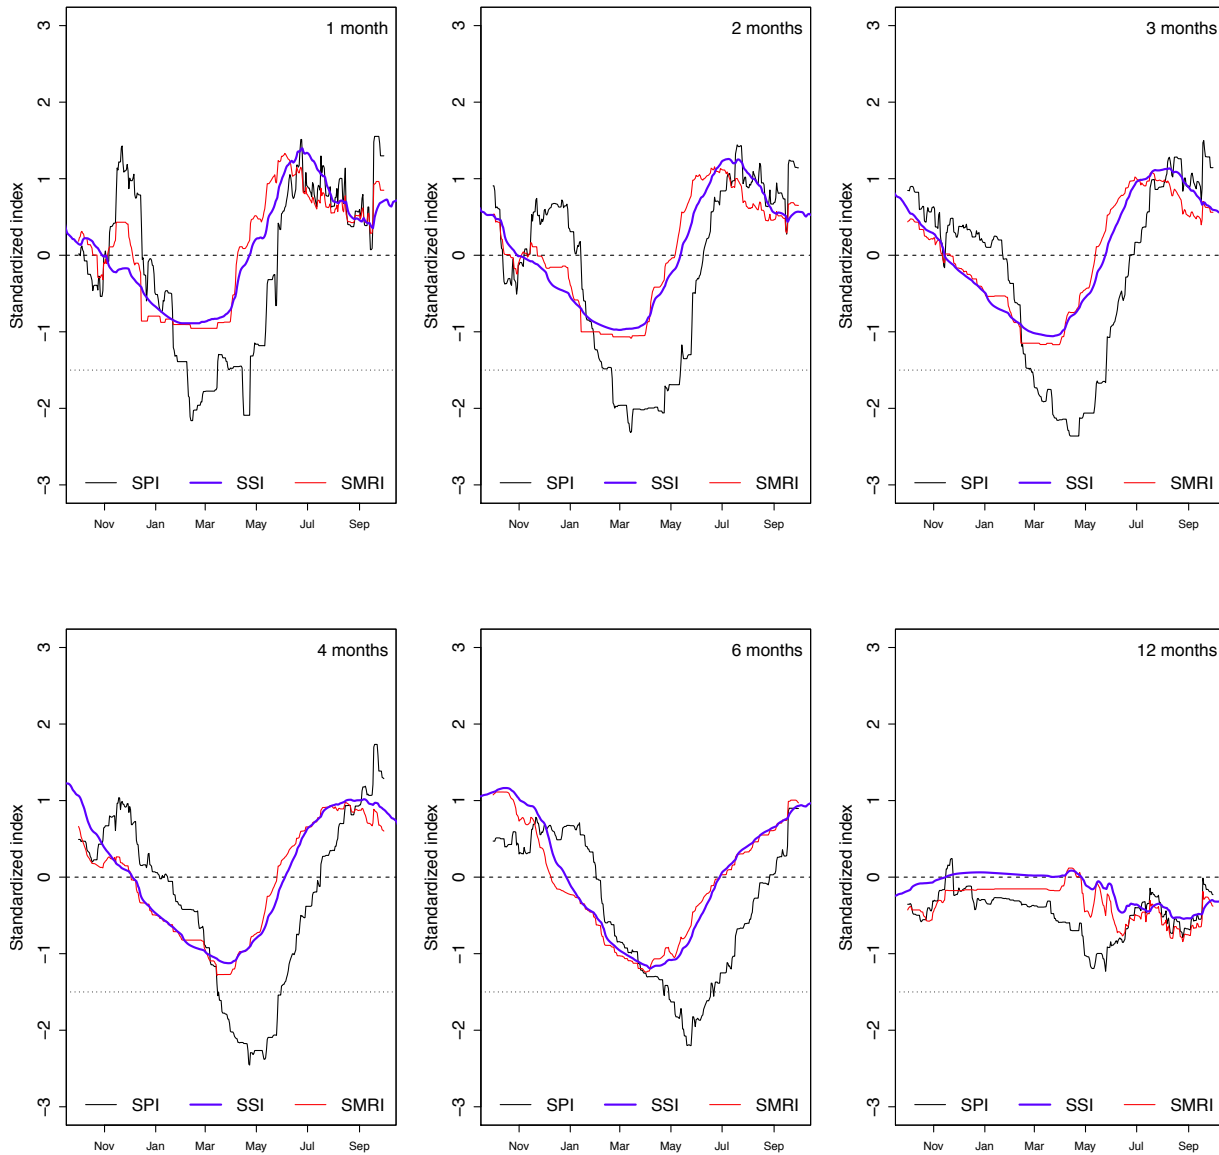 1 month
Standardized index
3
2
1
0
-1
-2
-3
SPI SSI SMRI
Nov Jan Mar May Jul Sep
2 months
Standardized index
3
2
1
0
-1
-2
-3
SPI SSI SMRI
Nov Jan Mar May Jul Sep
3 months
Standardized index
3
2
1
0
-1
-2
-3
SPI SSI SMRI
Nov Jan Mar May Jul Sep
4 months
Standardized index
3
2
1
0
-1
-2
-3
SPI SSI SMRI
Nov Jan Mar May Jul Sep
6 months
Standardized index
3
2
1
0
-1
-2
-3
SPI SSI SMRI
Nov Jan Mar May Jul Sep
12 months
Standardized index
3
2
1
0
-1
-2
-3
SPI SSI SMRI
Nov Jan Mar May Jul Sep